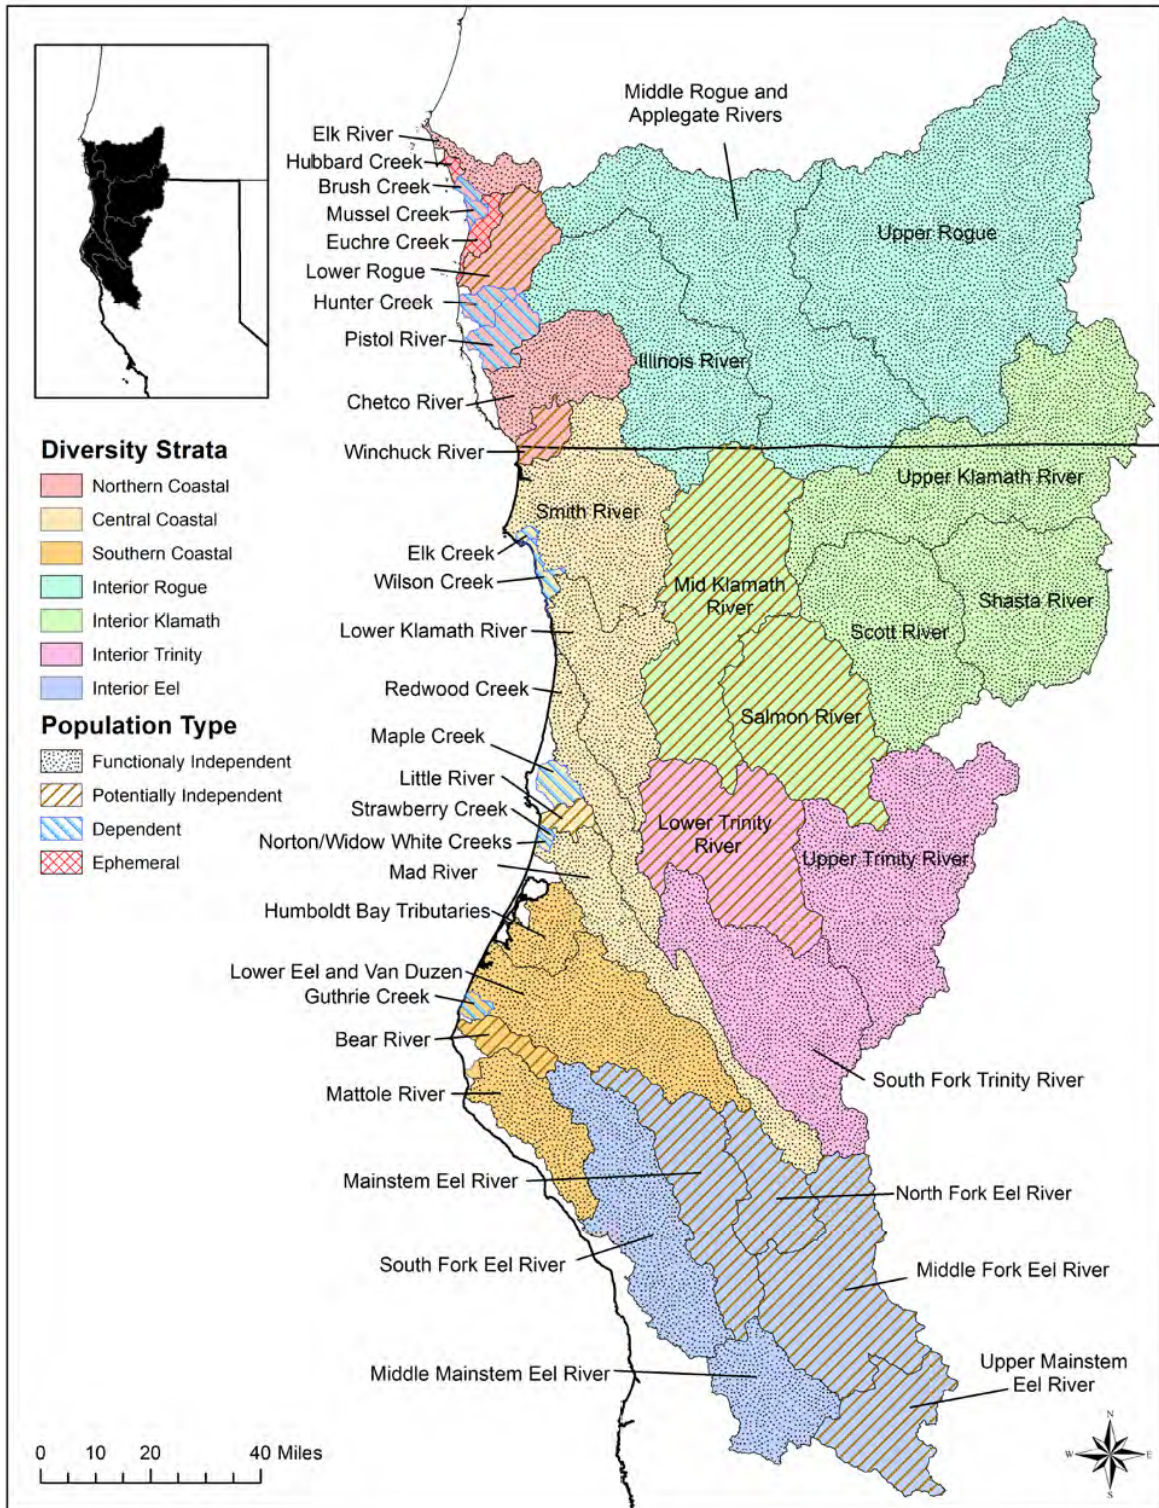 Middle Rogue and
Applegate Rivers
Elk River
Hubbard Creek
Brush Creek
Mussel Creek
Euchre Creek
Lower Rogue
Hunter Creek
Pistol River
Chetco River
Winchuck River
Upper Rogue
Illinois River
Upper Klamath River
Smith River
Elk Creek
Wilson Creek
Mid Klamath
River
Shasta River
Scott River
Lower Klamath River
Redwood Creek
Salmon River
Maple Creek
Little River
Strawberry Creek
Norton/Widow White Creeks
Mad River
Lower Trinity
River
Upper Trinity River
Humboldt Bay Tributaries
Lower Eel and Van Duzen
Guthrie Creek
Bear River
Mattole River
South Fork Trinity River
Mainstem Eel River
North Fork Eel River
South Fork Eel River
Middle Fork Eel River
Middle Mainstem Eel River
Upper Mainstem
Eel River
Diversity Strata
Northern Coastal
Central Coastal
Southern Coastal
Interior Rogue
Interior Klamath
Interior Trinity
Interior Eel
Population Type
Functionaly Independent
Potentially Independent
Dependent
Ephemeral
0 10 20 40 Miles
N
W E
S